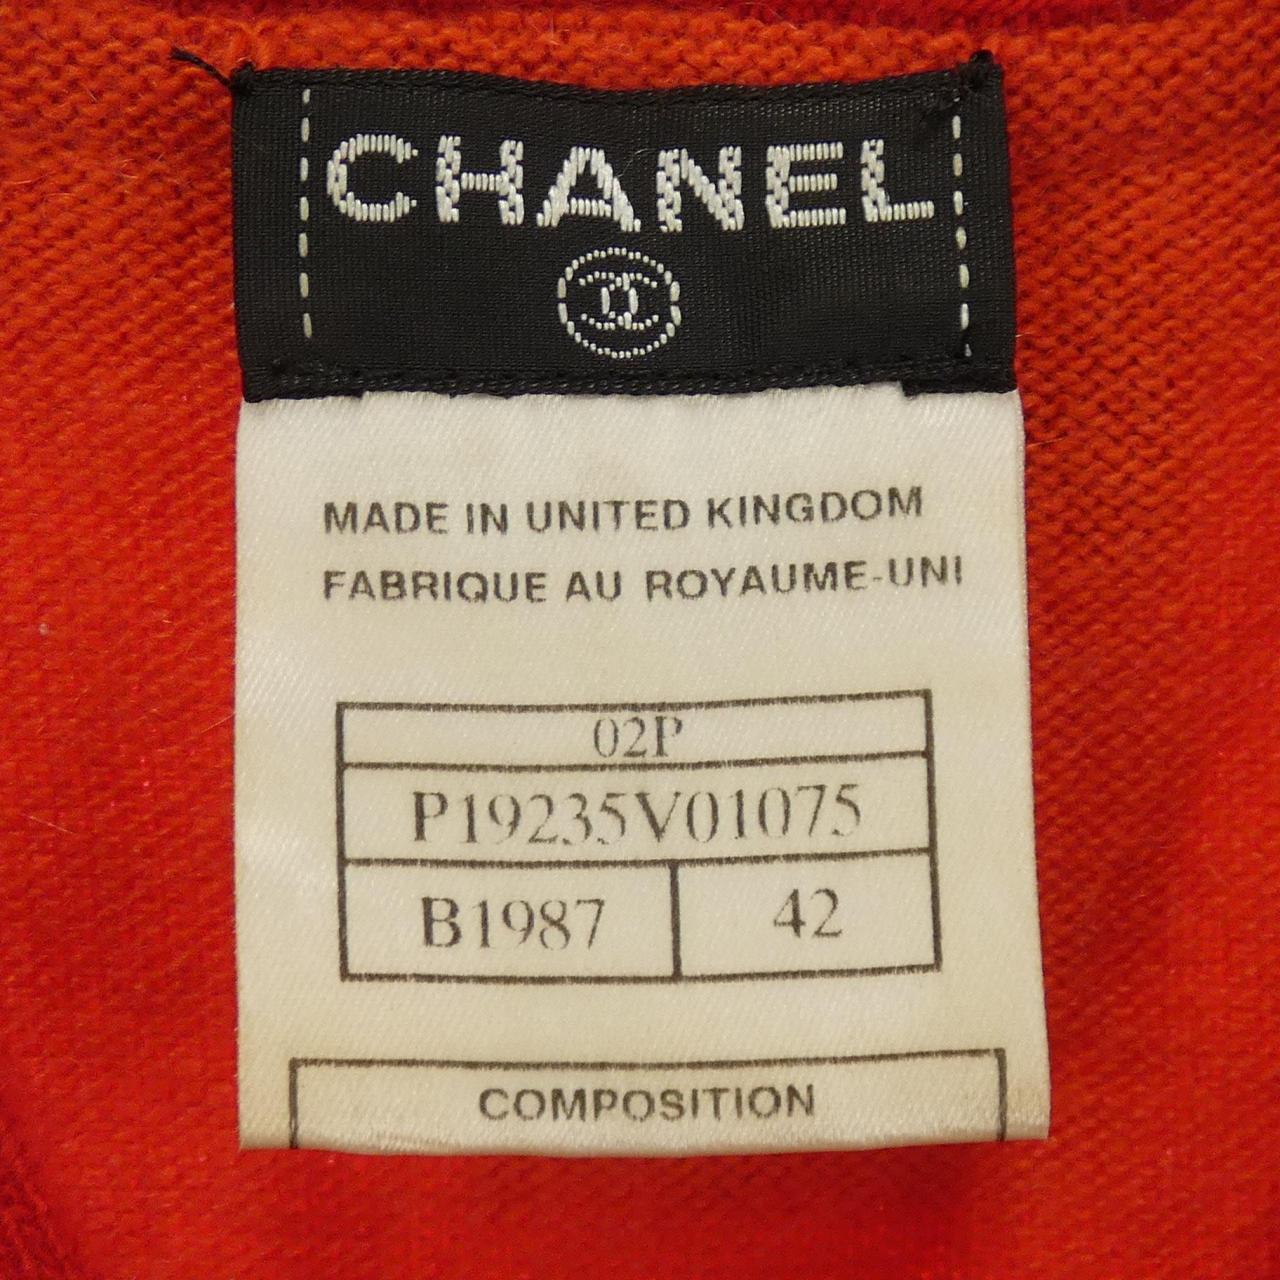 CHANEL
MADE IN UNITED KINGDOM
FABRIQUE AU ROYAUME-UNI
02P
P19235V01075
B1987 42
COMPOSITION